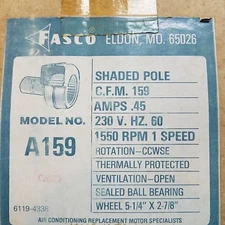 FASCO ELDON, MO. 65026
SHADED POLE
C.F.M. 159
AMPS .45
MODEL NO.
230 V. HZ. 60
A159
1550 RPM 1 SPEED
ROTATION-CCWSE
THERMALLY PROTECTED
VENTILATION-OPEN
SEALED BALL BEARING
6119-4338
WHEEL 5-1/4" X 2-7/8"
AIR CONDITIONING REPLACEMENT MOTOR SPECIALISTS